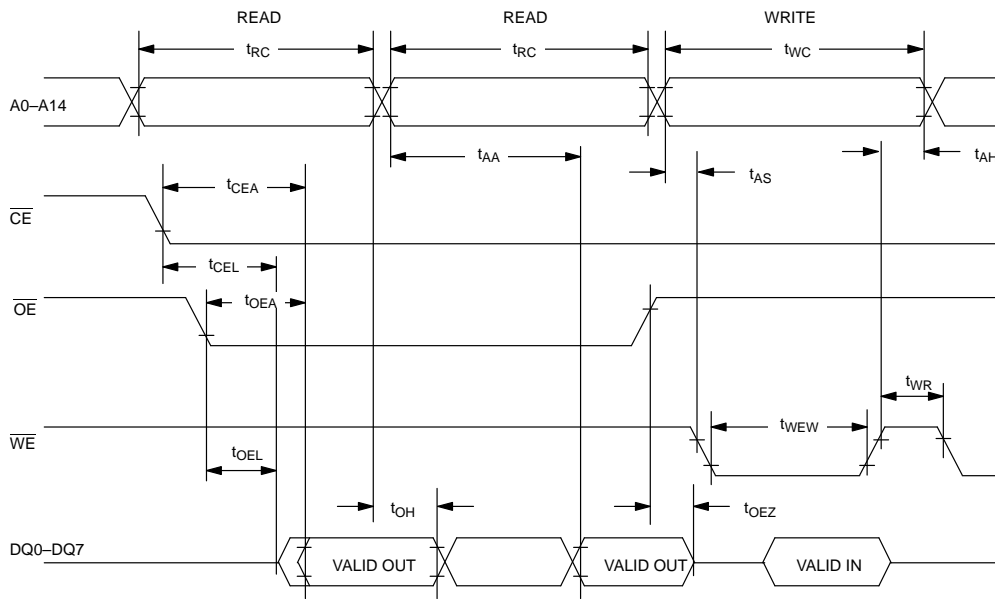 READ READ WRITE
tRC tRC tWC
A0–A14
tAA tAH
tAS
tCEA
CE
tCEL
tOEA
OE
tWR
tWEW
WE
tOEL
tOH tOEZ
DQ0–DQ7 VALID OUT VALID OUT VALID IN